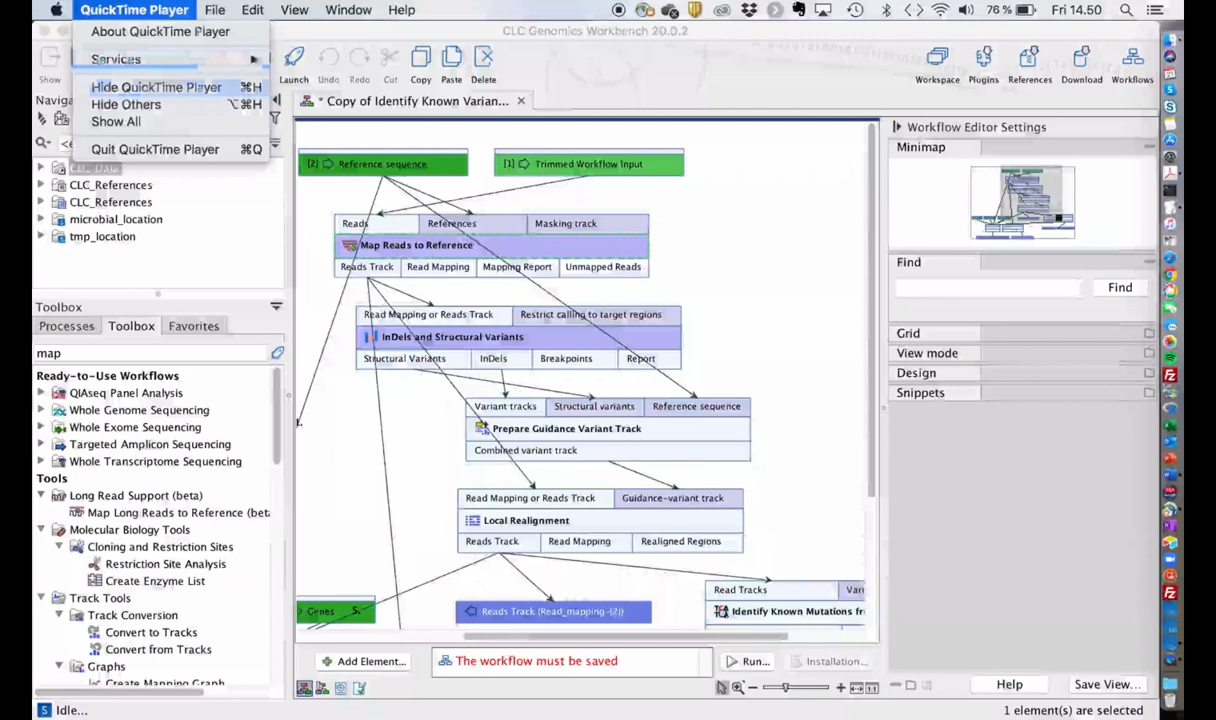 QuickTime Player File Edit View Window Help 76 % Fri 14.50
About QuickTime Player
Services
Hide QuickTime Player ⌘H
Hide Others ⌥⌘H
Show All
Quit QuickTime Player ⌘Q
CLC Genomics Workbench 20.0.2
Show Launch Undo Redo Cut Copy Paste Delete Workspace Plugins References Download Workflows
* Copy of Identify Known Varian...
CLC_References
CLC_References
microbial_location
tmp_location
Toolbox
Processes Toolbox Favorites
map
Ready-to-Use Workflows
QIAseq Panel Analysis
Whole Genome Sequencing
Whole Exome Sequencing
Targeted Amplicon Sequencing
Whole Transcriptome Sequencing
Tools
Long Read Support (beta)
Map Long Reads to Reference (beta
Molecular Biology Tools
Cloning and Restriction Sites
Restriction Site Analysis
Create Enzyme List
Track Tools
Track Conversion
Convert to Tracks
Convert from Tracks
Graphs
Create Mapping Graph
Idle...
[2] Reference sequence
[1] Trimmed Workflow Input
Reads References Masking track
Map Reads to Reference
Reads Track Read Mapping Mapping Report Unmapped Reads
Read Mapping or Reads Track Restrict calling to target regions
InDels and Structural Variants
Structural Variants InDels Breakpoints Report
Variant tracks Structural variants Reference sequence
Prepare Guidance Variant Track
Combined variant track
Read Mapping or Reads Track Guidance-variant track
Local Realignment
Reads Track Read Mapping Realigned Regions
Genes
Reads Track (Read_mapping-{2})
Read Tracks Vari
Identify Known Mutations fr
Add Element... The workflow must be saved Run... Installation...
Workflow Editor Settings
Minimap
Find
Find
Grid
View mode
Design
Snippets
Help Save View...
1 element(s) are selected